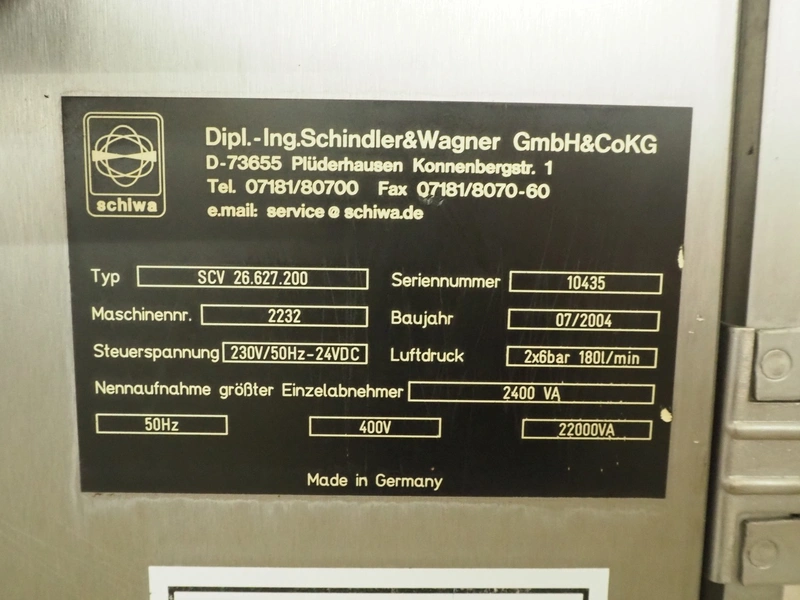 schiwa
Dipl.-Ing.Schindler&Wagner GmbH&CoKG
D-73655 Plüderhausen Konnenbergstr. 1
Tel. 07181/80700 Fax 07181/8070-60
e.mail: service@schiwa.de
Typ SCV 26.627.200 Seriennummer 10435
Maschinennr. 2232 Baujahr 07/2004
Steuerspannung 230V/50Hz-24VDC Luftdruck 2x6bar 180l/min
Nennaufnahme größter Einzelabnehmer 2400 VA
50Hz 400V 22000VA
Made in Germany